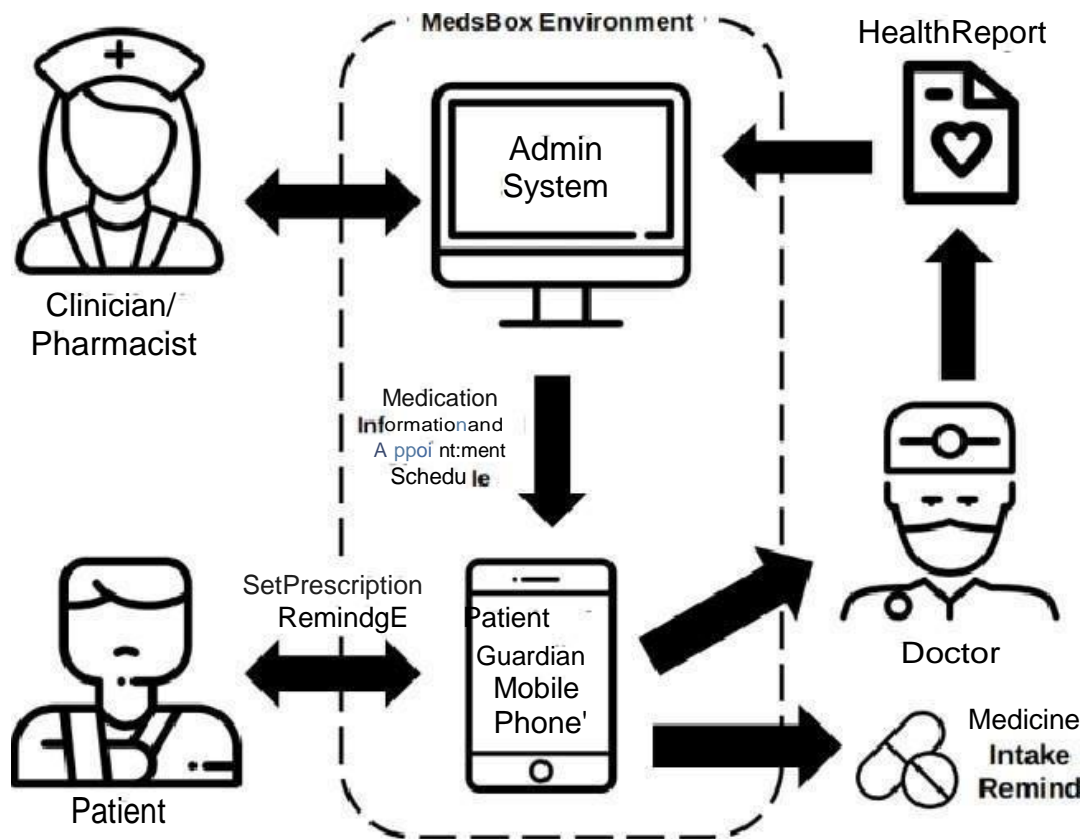 MedsBox Environment
HealthReport
Admin
System
Clinician/
Pharmacist
Medication
Informationand
A ppoi nt:ment
Schedu le
SetPrescription
RemindgE
Patient
Guardian
Mobile
Phone'
Doctor
Medicine
Intake
Remind
Patient